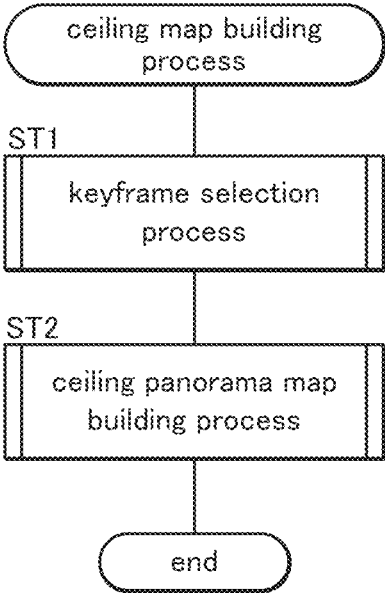 ceiling map building
process
ST1
keyframe selection
process
ST2
ceiling panorama map
building process
end